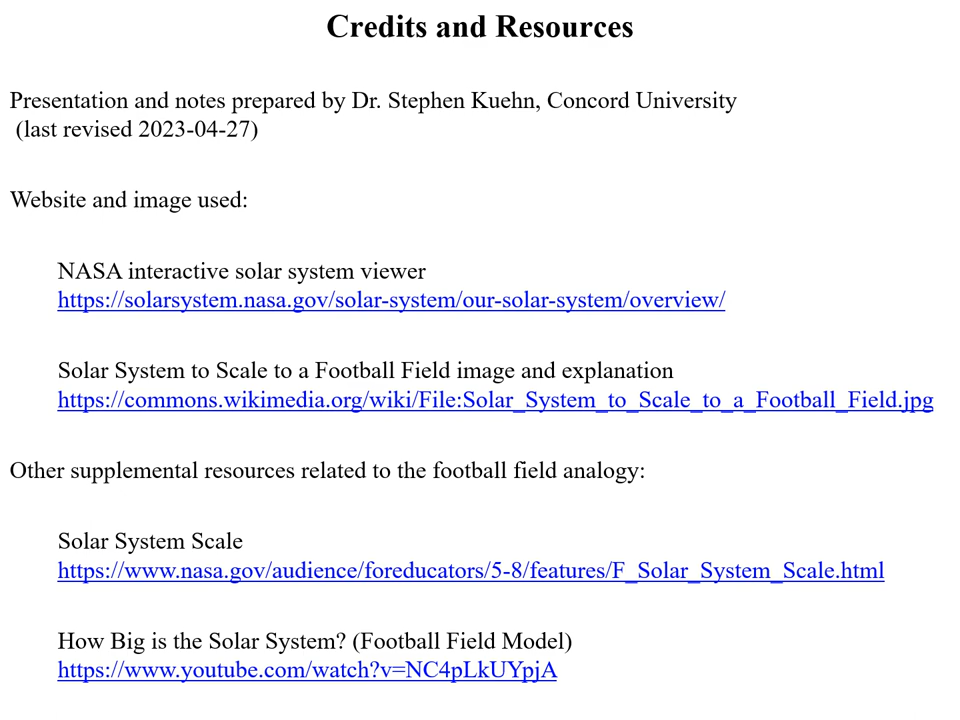 Credits and Resources
Presentation and notes prepared by Dr. Stephen Kuehn, Concord University
(last revised 2023-04-27)
Website and image used:
NASA interactive solar system viewer
https://solarsystem.nasa.gov/solar-system/our-solar-system/overview/
Solar System to Scale to a Football Field image and explanation
https://commons.wikimedia.org/wiki/File:Solar_System_to_Scale_to_a_Football_Field.jpg
Other supplemental resources related to the football field analogy:
Solar System Scale
https://www.nasa.gov/audience/foreducators/5-8/features/F_Solar_System_Scale.html
How Big is the Solar System? (Football Field Model)
https://www.youtube.com/watch?v=NC4pLkUYpjA